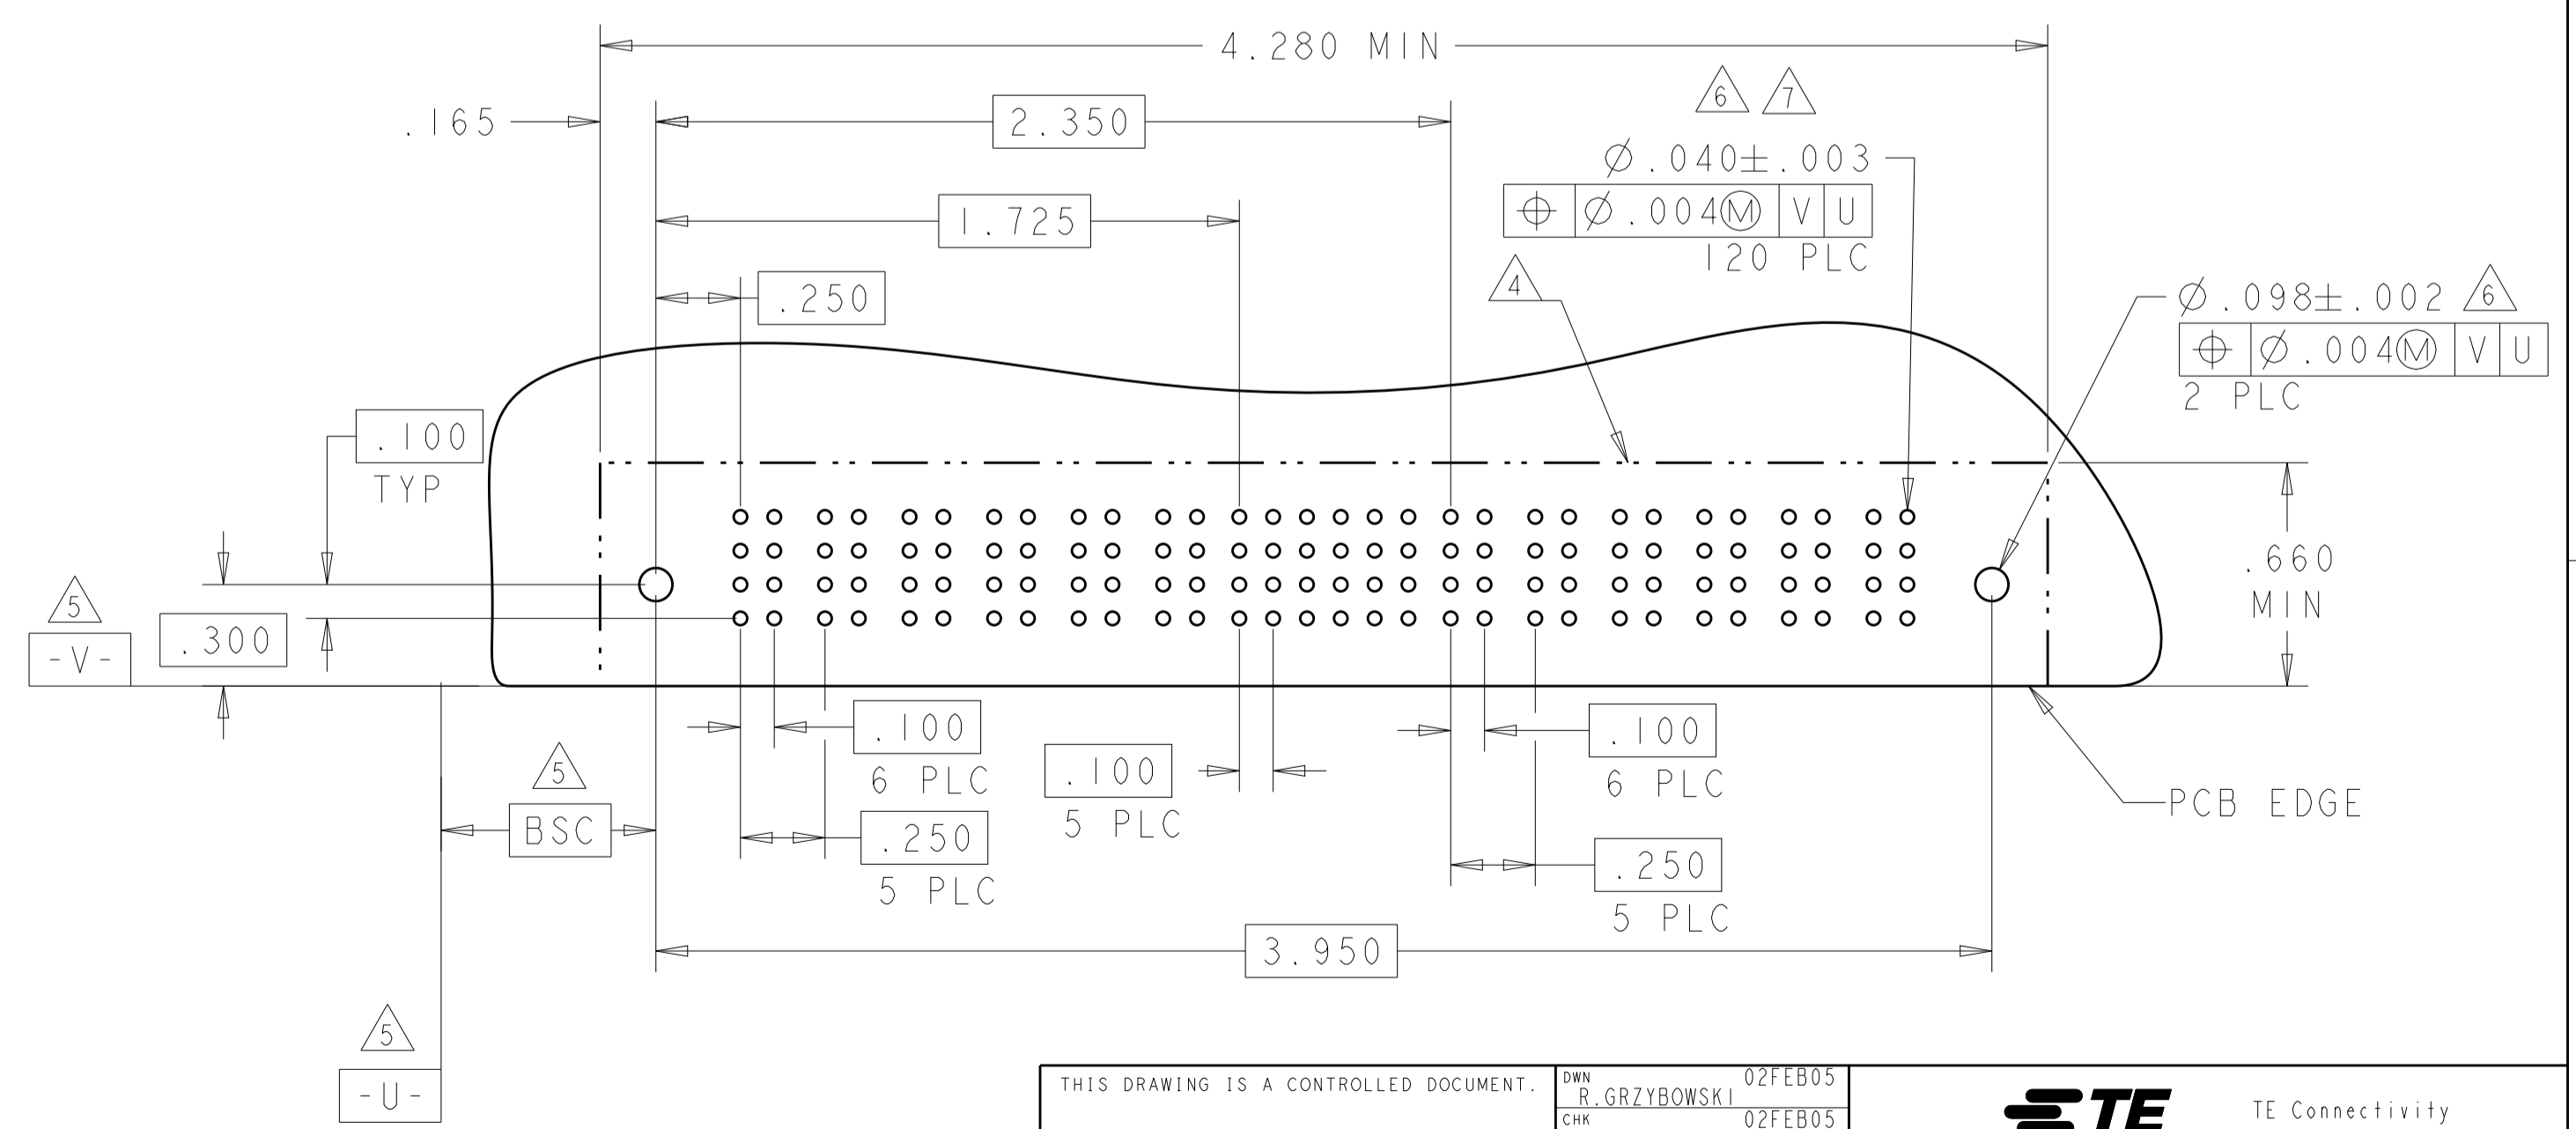 4.280 MIN
.165
2.350
6 7
Ø.040±.003
⌖ Ø.004Ⓜ V U
120 PLC
1.725
.250
4
Ø.098±.002 6
⌖ Ø.004Ⓜ V U
2 PLC
.100
TYP
.660
MIN
5
-V-
.300
.100
6 PLC
.100
5 PLC
.100
6 PLC
5
BSC
.250
5 PLC
.250
5 PLC
PCB EDGE
3.950
5
-U-
THIS DRAWING IS A CONTROLLED DOCUMENT.
DWN 02FEB05
R.GRZYBOWSKI
CHK 02FEB05
TE
TE Connectivity